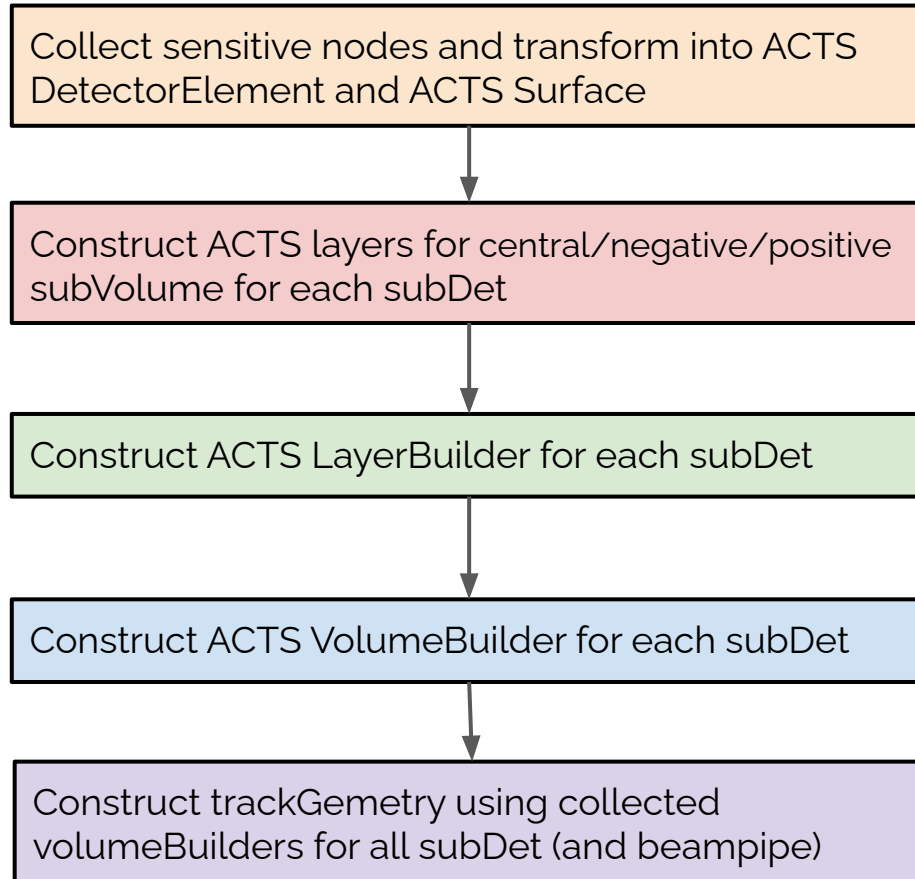 Collect sensitive nodes and transform into ACTS
DetectorElement and ACTS Surface
Construct ACTS layers for central/negative/positive
subVolume for each subDet
Construct ACTS LayerBuilder for each subDet
Construct ACTS VolumeBuilder for each subDet
Construct trackGemetry using collected
volumeBuilders for all subDet (and beampipe)